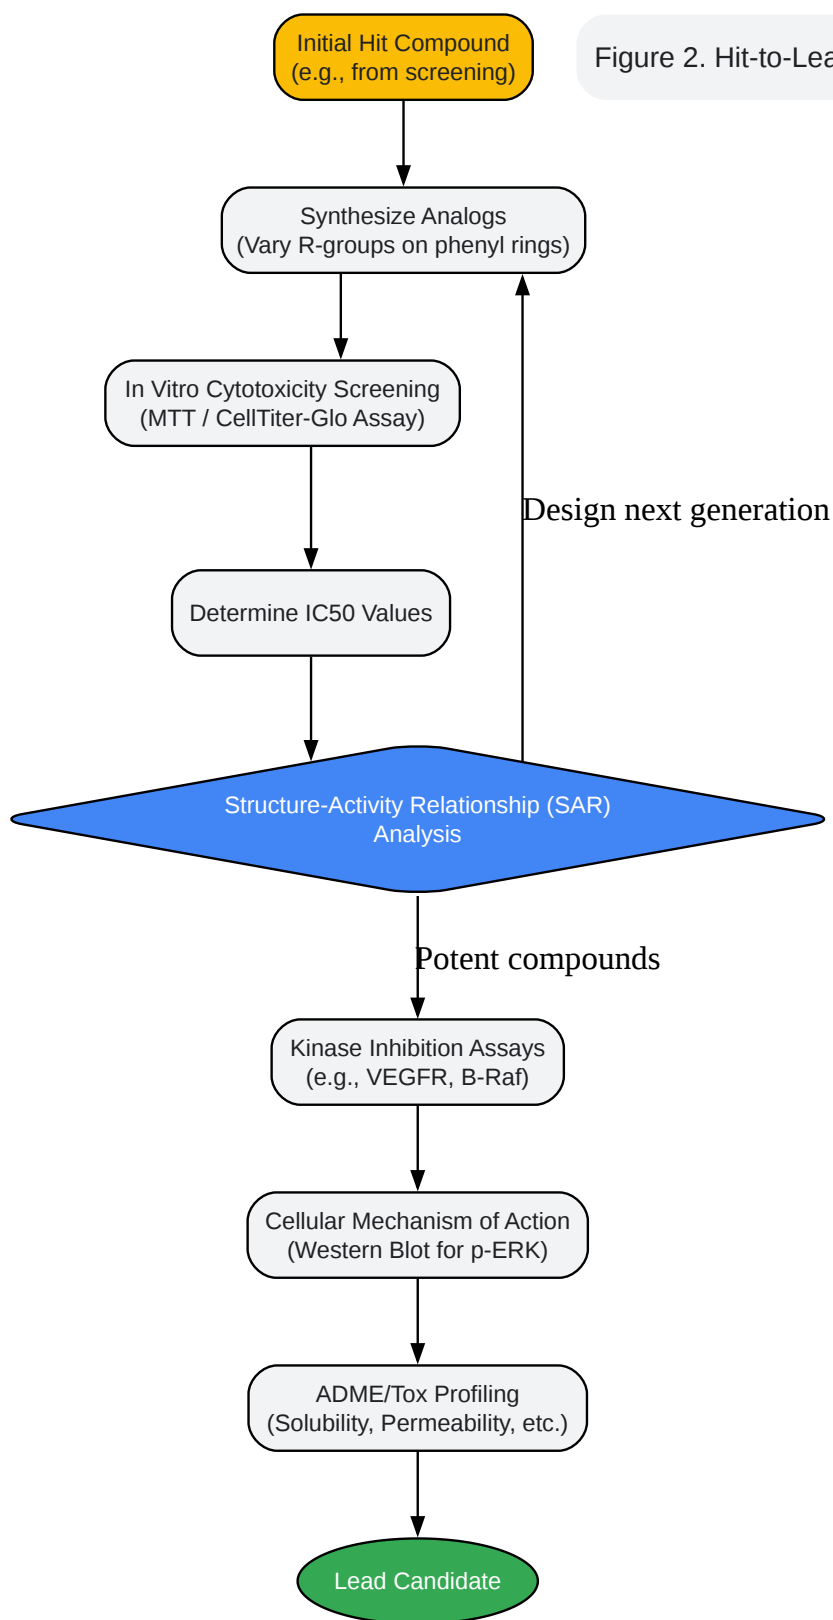 Initial Hit Compound
(e.g., from screening)
Figure 2. Hit-to-Lea
Synthesize Analogs
(Vary R-groups on phenyl rings)
In Vitro Cytotoxicity Screening
(MTT / CellTiter-Glo Assay)
Design next generation
Determine IC50 Values
Structure-Activity Relationship (SAR)
Analysis
Potent compounds
Kinase Inhibition Assays
(e.g., VEGFR, B-Raf)
Cellular Mechanism of Action
(Western Blot for p-ERK)
ADME/Tox Profiling
(Solubility, Permeability, etc.)
Lead Candidate